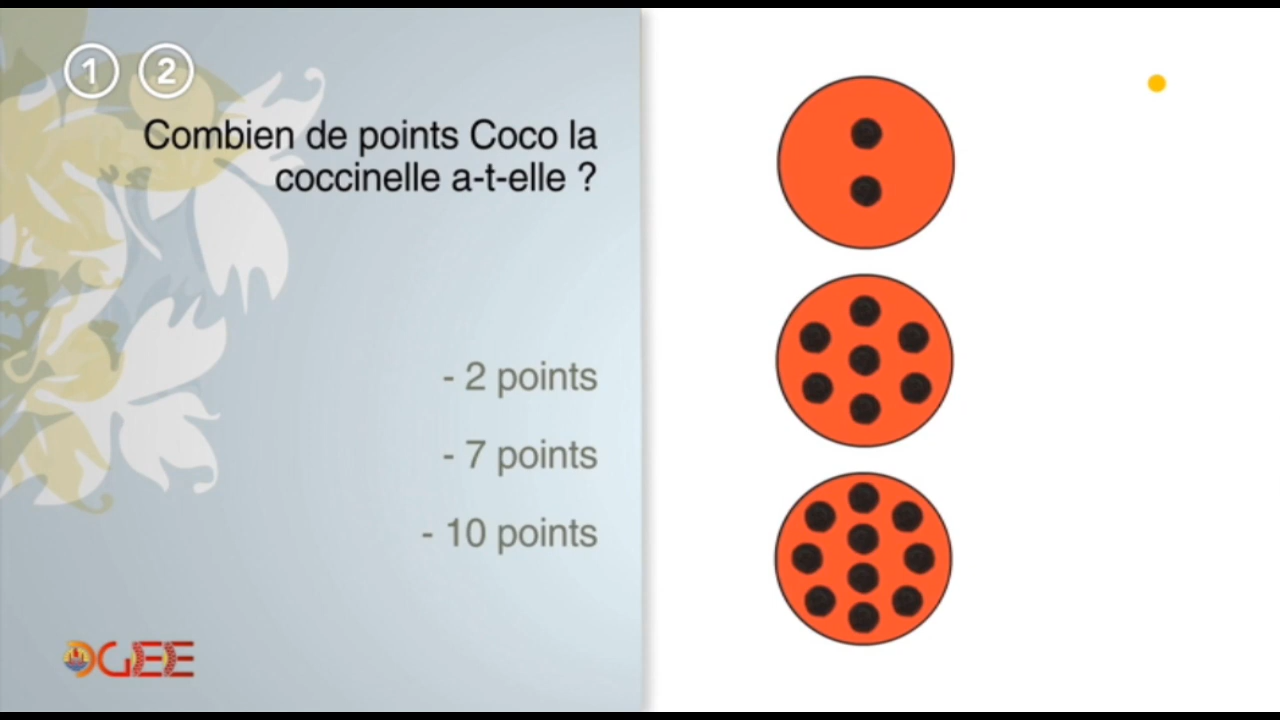 1 2
Combien de points Coco la
coccinelle a-t-elle ?
- 2 points
- 7 points
- 10 points
DGEE